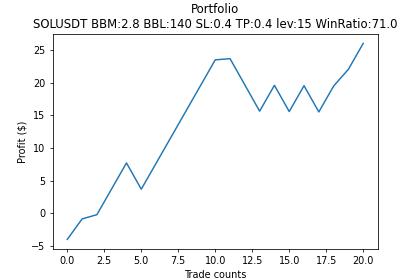 Portfolio
SOLUSDT BBM:2.8 BBL:140 SL:0.4 TP:0.4 lev:15 WinRatio:71.0
25
20
15
10
5
0
−5
Profit ($)
0.0 2.5 5.0 7.5 10.0 12.5 15.0 17.5 20.0
Trade counts